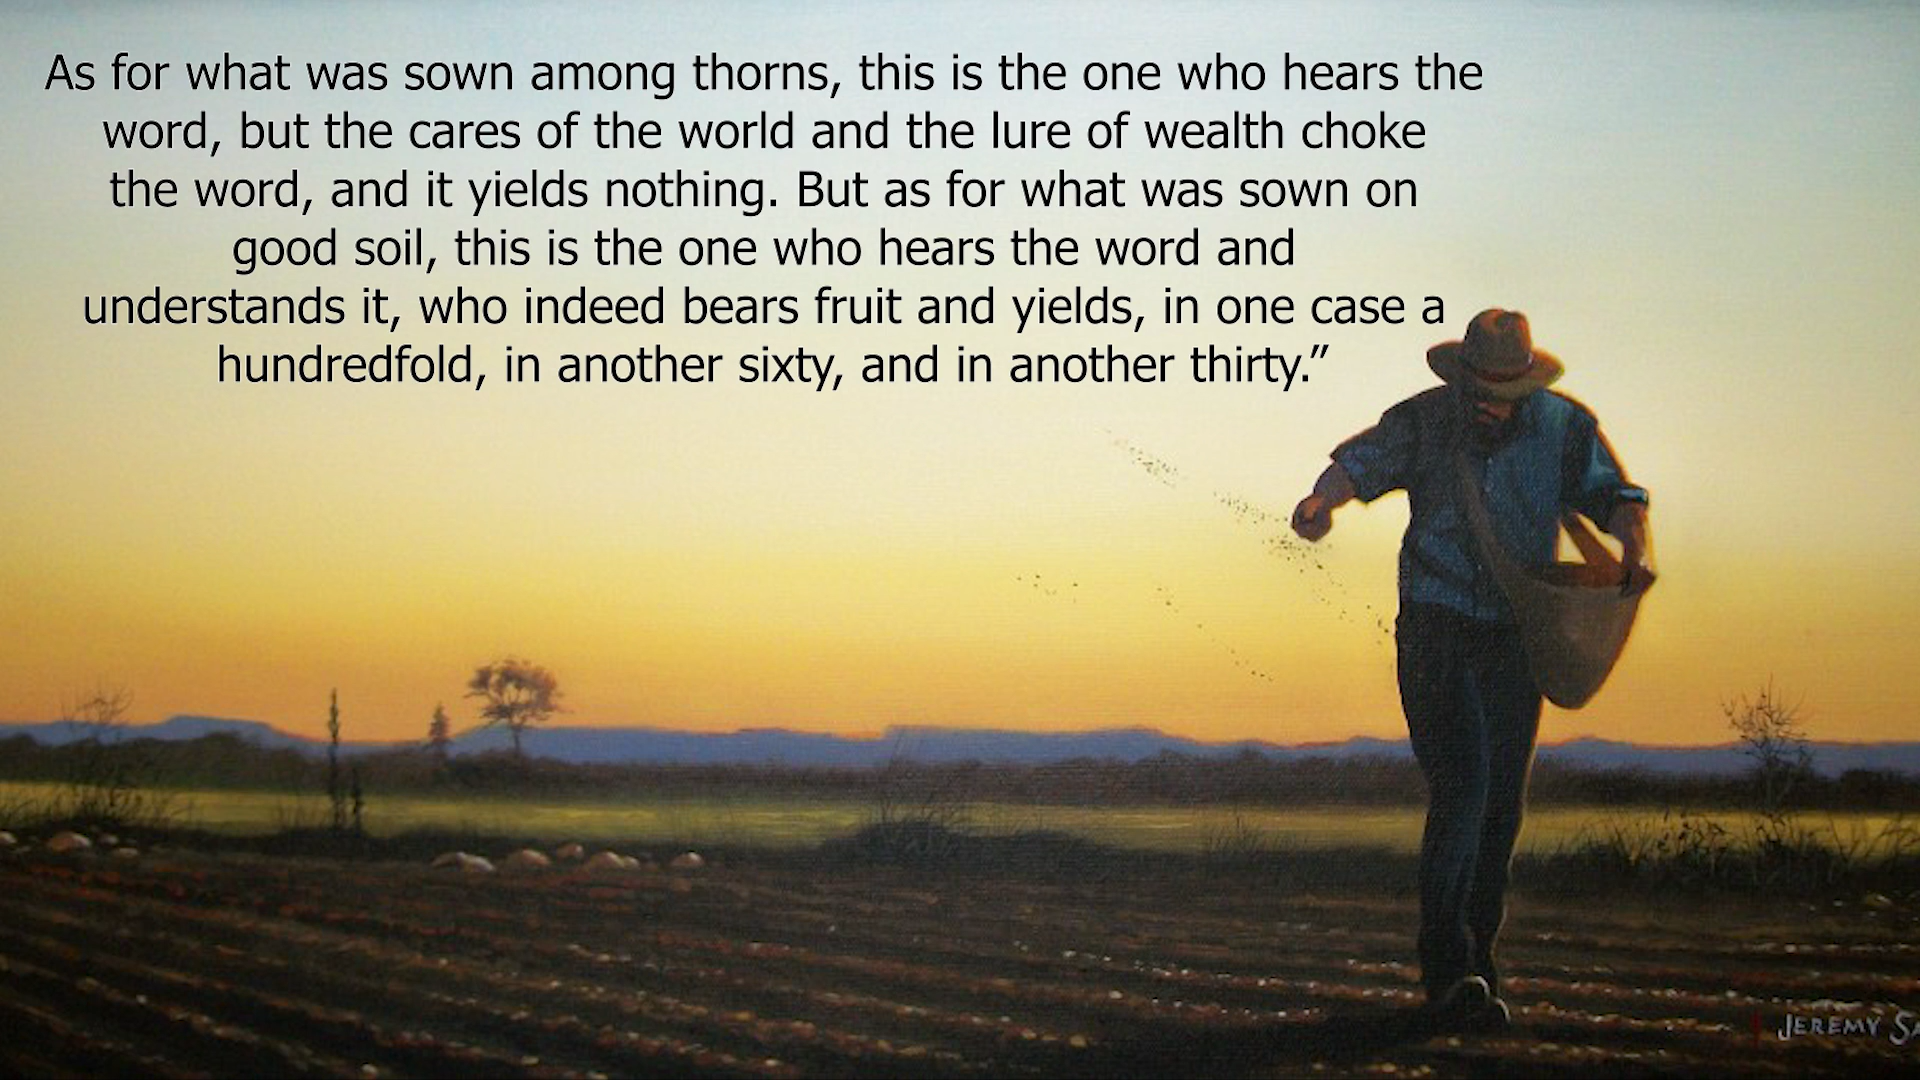 As for what was sown among thorns, this is the one who hears the
word, but the cares of the world and the lure of wealth choke
the word, and it yields nothing. But as for what was sown on
good soil, this is the one who hears the word and
understands it, who indeed bears fruit and yields, in one case a
hundredfold, in another sixty, and in another thirty.”
JEREMY